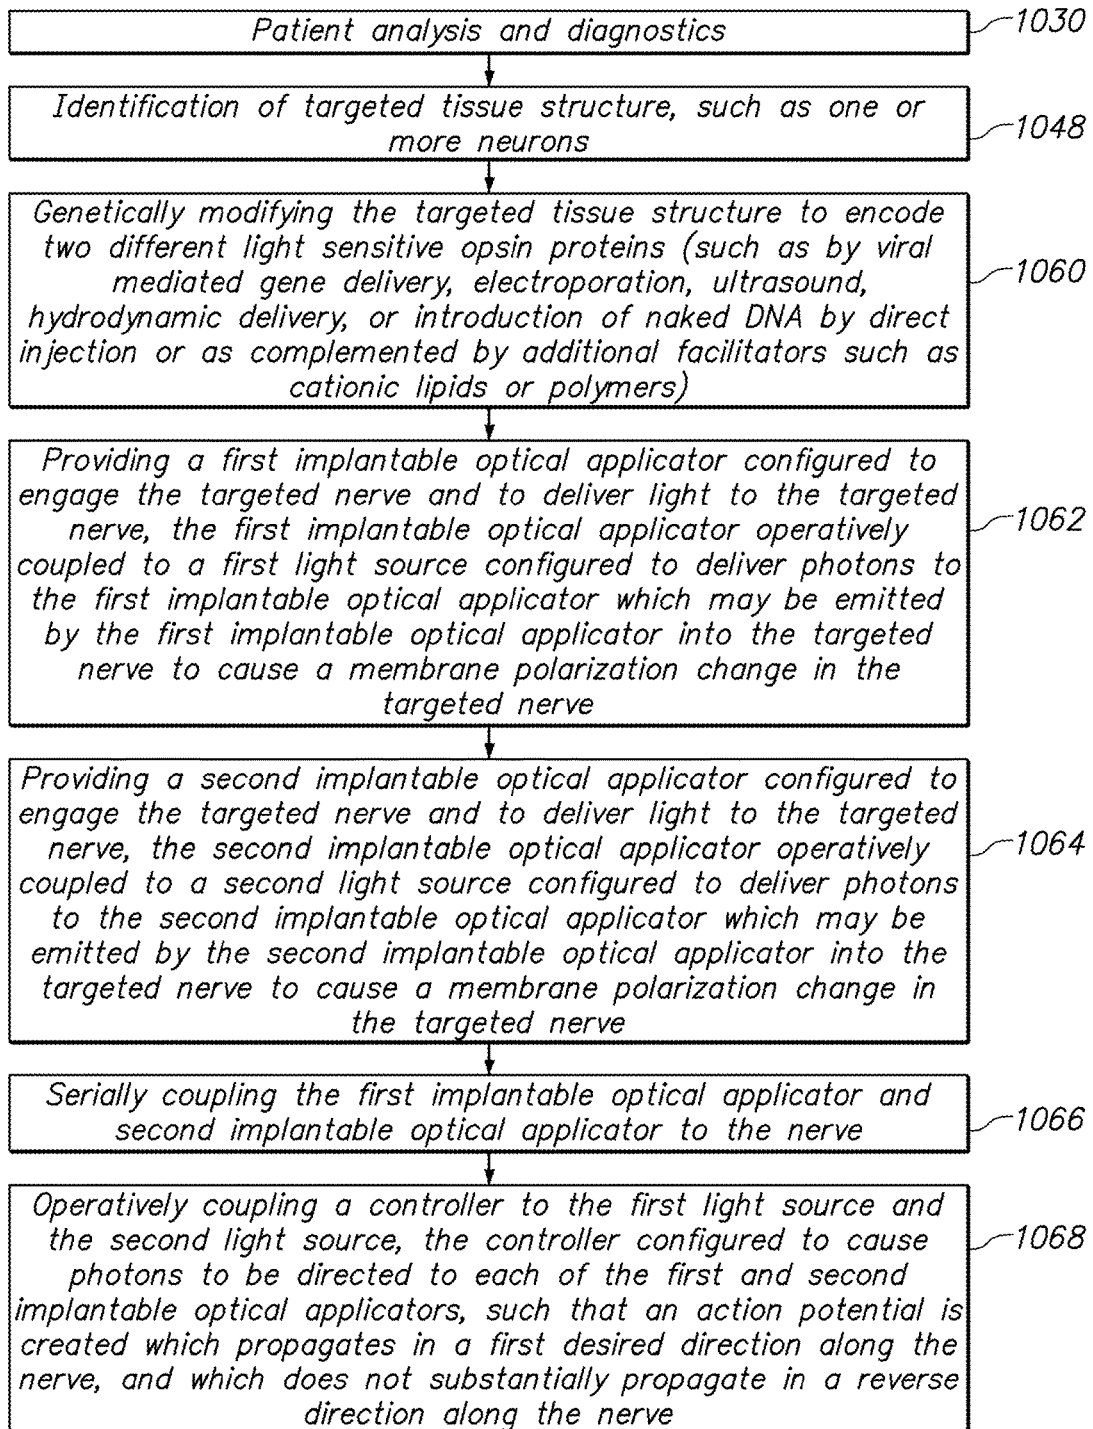 Patient analysis and diagnostics
1030
Identification of targeted tissue structure, such as one or
more neurons
1048
Genetically modifying the targeted tissue structure to encode
two different light sensitive opsin proteins (such as by viral
mediated gene delivery, electroporation, ultrasound,
hydrodynamic delivery, or introduction of naked DNA by direct
injection or as complemented by additional facilitators such as
cationic lipids or polymers)
1060
Providing a first implantable optical applicator configured to
engage the targeted nerve and to deliver light to the targeted
nerve, the first implantable optical applicator operatively
coupled to a first light source configured to deliver photons to
the first implantable optical applicator which may be emitted
by the first implantable optical applicator into the targeted
nerve to cause a membrane polarization change in the
targeted nerve
1062
Providing a second implantable optical applicator configured to
engage the targeted nerve and to deliver light to the targeted
nerve, the second implantable optical applicator operatively
coupled to a second light source configured to deliver photons
to the second implantable optical applicator which may be
emitted by the second implantable optical applicator into the
targeted nerve to cause a membrane polarization change in
the targeted nerve
1064
Serially coupling the first implantable optical applicator and
second implantable optical applicator to the nerve
1066
Operatively coupling a controller to the first light source and
the second light source, the controller configured to cause
photons to be directed to each of the first and second
implantable optical applicators, such that an action potential is
created which propagates in a first desired direction along the
nerve, and which does not substantially propagate in a reverse
direction along the nerve
1068